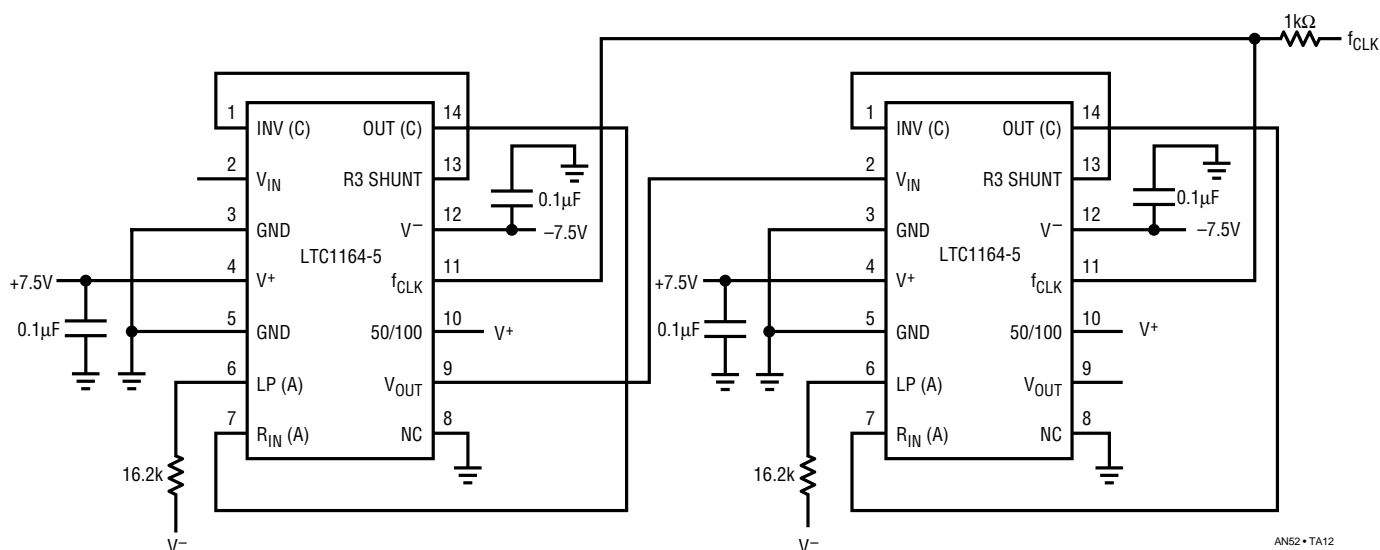 1kΩ
fCLK
1
INV (C)
OUT (C)
14
2
VIN
R3 SHUNT
13
0.1µF
3
GND
V–
12
–7.5V
LTC1164-5
+7.5V
4
V+
fCLK
11
0.1µF
5
GND
50/100
10
V+
6
LP (A)
VOUT
9
7
RIN (A)
NC
8
16.2k
V–
1
INV (C)
OUT (C)
14
2
VIN
R3 SHUNT
13
0.1µF
3
GND
V–
12
–7.5V
LTC1164-5
+7.5V
4
V+
fCLK
11
0.1µF
5
GND
50/100
10
V+
6
LP (A)
VOUT
9
7
RIN (A)
NC
8
16.2k
V–
AN52 • TA12